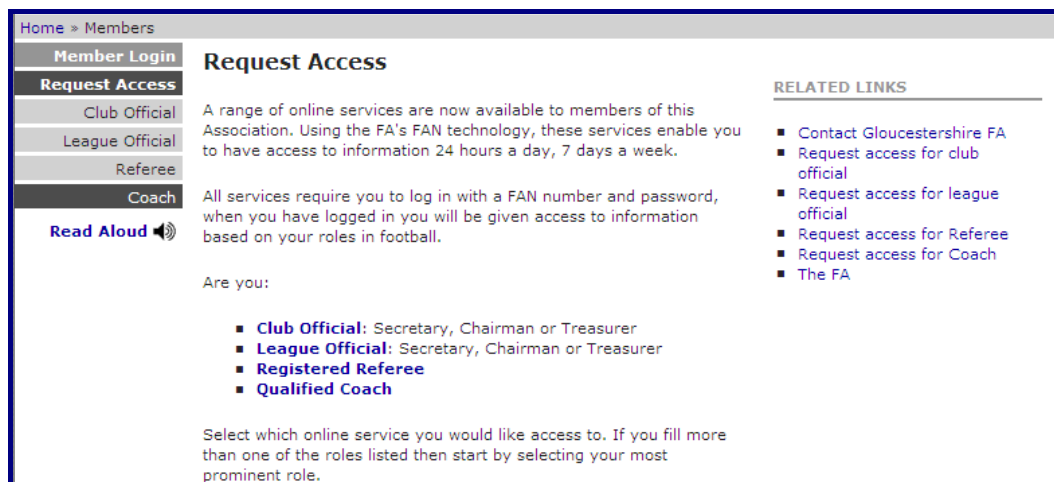 Home » Members
Member Login
Request Access
Club Official
League Official
Referee
Coach
Read Aloud
Request Access
A range of online services are now available to members of this
Association. Using the FA's FAN technology, these services enable you
to have access to information 24 hours a day, 7 days a week.
All services require you to log in with a FAN number and password,
when you have logged in you will be given access to information
based on your roles in football.
Are you:
Club Official: Secretary, Chairman or Treasurer
League Official: Secretary, Chairman or Treasurer
Registered Referee
Qualified Coach
Select which online service you would like access to. If you fill more
than one of the roles listed then start by selecting your most
prominent role.
RELATED LINKS
Contact Gloucestershire FA
Request access for club
official
Request access for league
official
Request access for Referee
Request access for Coach
The FA